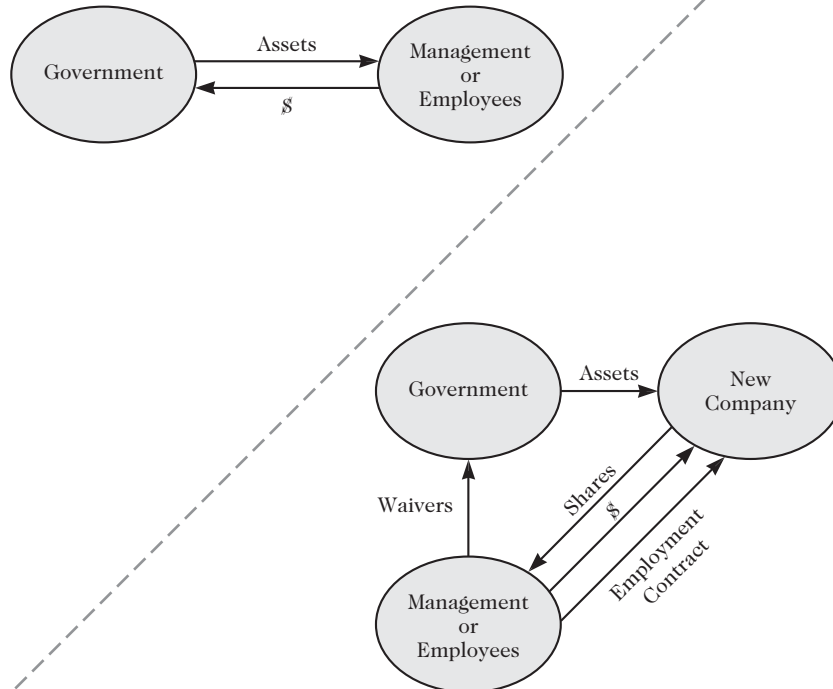 Government
Assets
$
Management
or
Employees
Government
Assets
New
Company
Waivers
Shares
$
Employment
Contract
Management
or
Employees